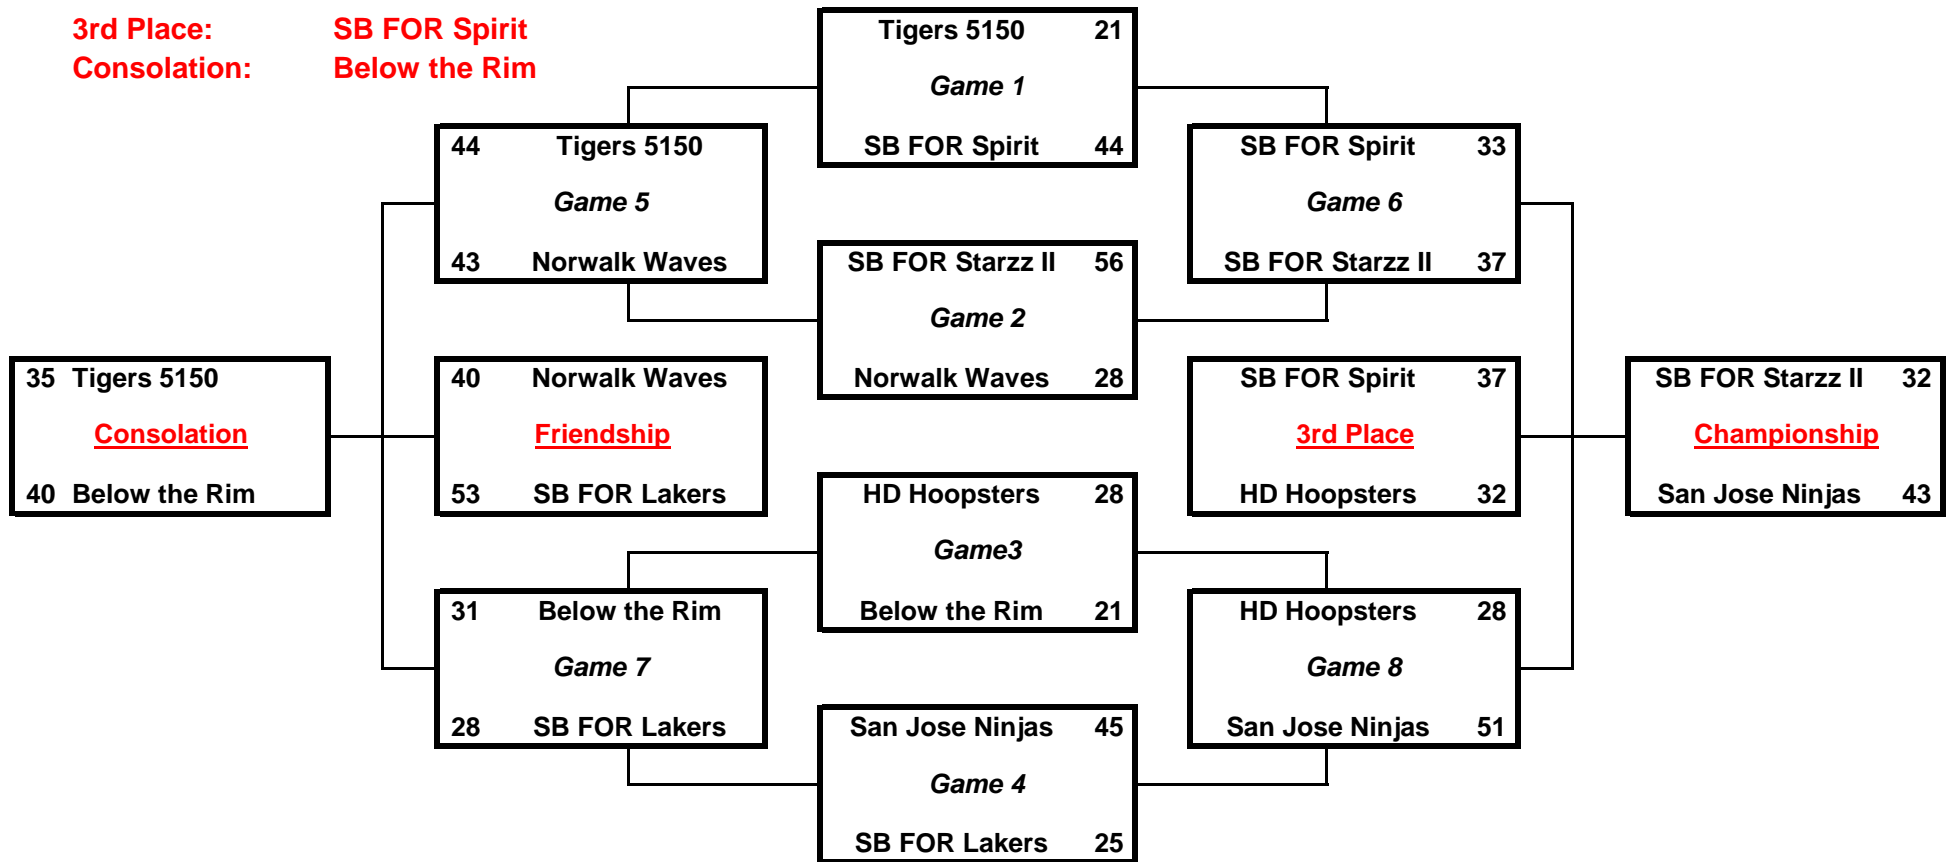 3rd Place: SB FOR Spirit
Consolation: Below the Rim
Tigers 5150 21
Game 1
SB FOR Spirit 44
44 Tigers 5150
Game 5
43 Norwalk Waves
SB FOR Spirit 33
Game 6
SB FOR Starzz II 37
SB FOR Starzz II 56
Game 2
Norwalk Waves 28
35 Tigers 5150
Consolation
40 Below the Rim
40 Norwalk Waves
Friendship
53 SB FOR Lakers
SB FOR Spirit 37
3rd Place
HD Hoopsters 32
SB FOR Starzz II 32
Championship
San Jose Ninjas 43
HD Hoopsters 28
Game3
Below the Rim 21
31 Below the Rim
Game 7
28 SB FOR Lakers
HD Hoopsters 28
Game 8
San Jose Ninjas 51
San Jose Ninjas 45
Game 4
SB FOR Lakers 25